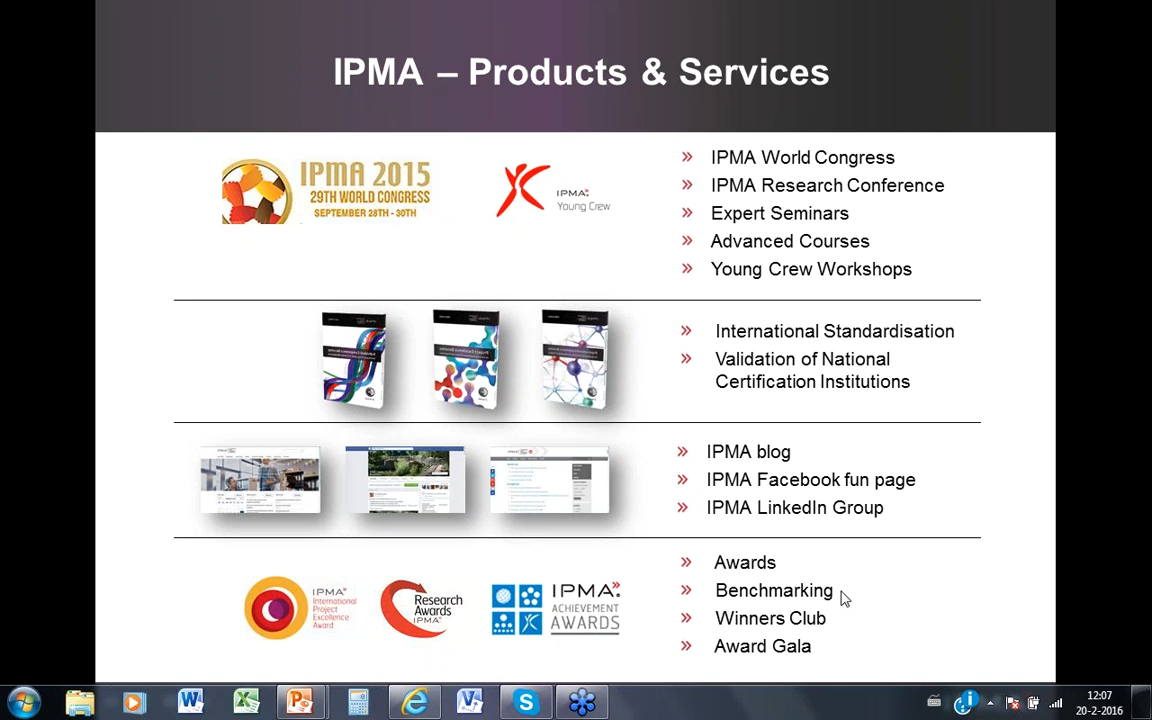 IPMA – Products & Services
IPMA 2015
29TH WORLD CONGRESS
SEPTEMBER 28TH - 30TH
IPMA
Young Crew
» IPMA World Congress
» IPMA Research Conference
» Expert Seminars
» Advanced Courses
» Young Crew Workshops
» International Standardisation
» Validation of National
Certification Institutions
» IPMA blog
» IPMA Facebook fun page
» IPMA LinkedIn Group
IPMA
International
Project
Excellence
Award
Research
Awards
IPMA
IPMA
ACHIEVEMENT
AWARDS
» Awards
» Benchmarking
» Winners Club
» Award Gala
12:07
20-2-2016